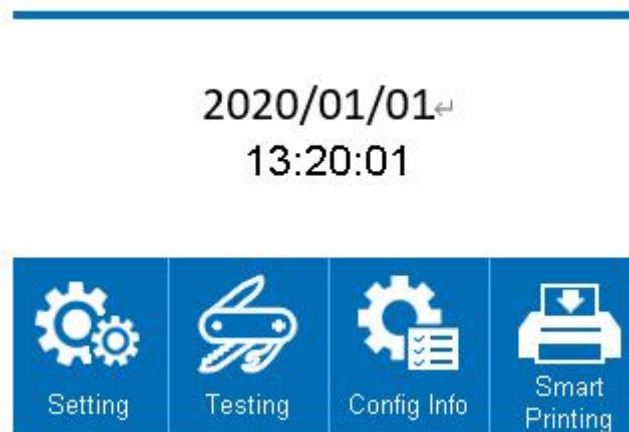 2020/01/01↵
13:20:01
Setting
Testing
Config Info
Smart
Printing